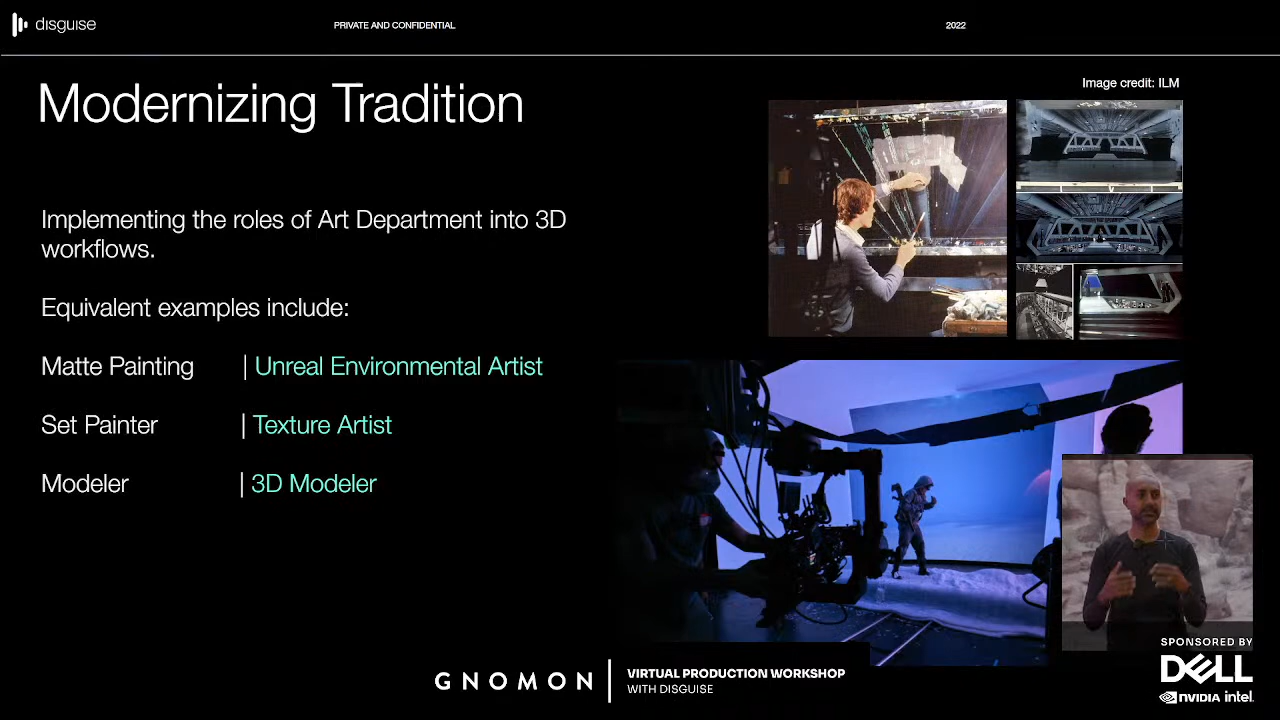 disguise
PRIVATE AND CONFIDENTIAL
2022
Modernizing Tradition
Image credit: ILM
Implementing the roles of Art Department into 3D
workflows.
Equivalent examples include:
Matte Painting | Unreal Environmental Artist
Set Painter | Texture Artist
Modeler | 3D Modeler
GNOMON
VIRTUAL PRODUCTION WORKSHOP
WITH DISGUISE
SPONSORED BY
DELL
NVIDIA intel.